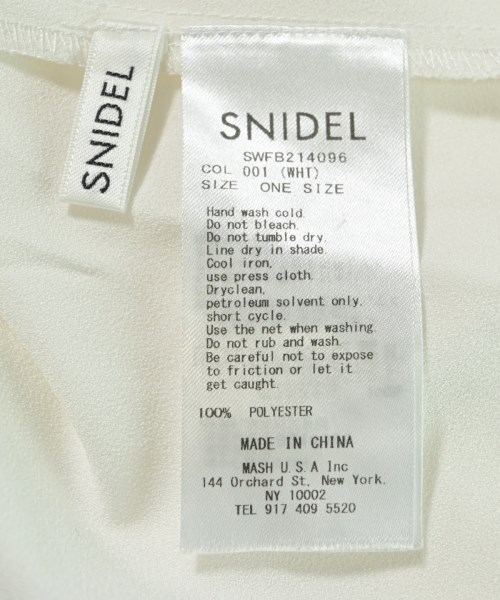 SNIDEL
SNIDEL
SWFB214096
COL 001 (WHT)
SIZE ONE SIZE
Hand wash cold.
Do not bleach.
Do not tumble dry.
Line dry in shade.
Cool iron,
use press cloth.
Dryclean,
petroleum solvent only.
short cycle.
Use the net when washing.
Do not rub and wash.
Be careful not to expose
to friction or let it
get caught.
100% POLYESTER
MADE IN CHINA
MASH U.S.A Inc
144 Orchard St, New York.
NY 10002
TEL 917 409 5520